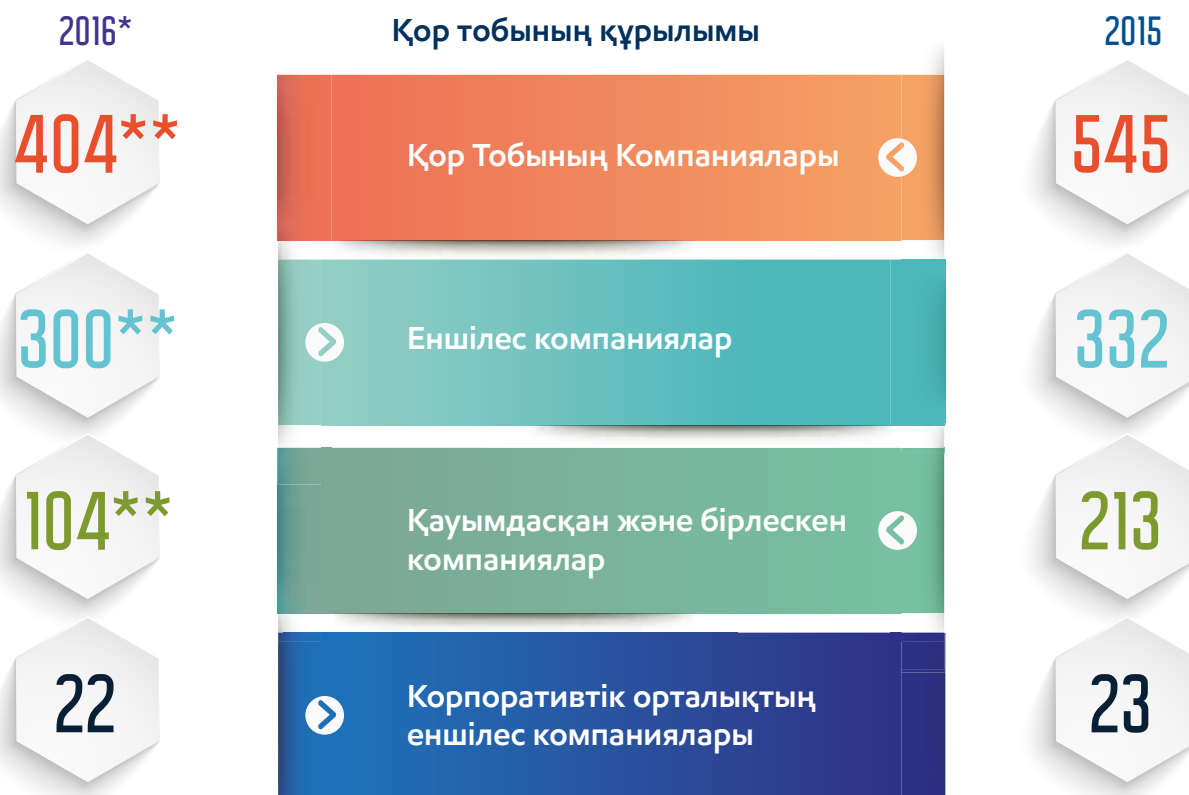 2016* Қор тобының құрылымы 2015
404** Қор Тобының Компаниялары 545
300** Еншілес компаниялар 332
104** Қауымдасқан және бірлескен 213
компаниялар
22 Корпоративтік орталықтың 23
еншілес компаниялары